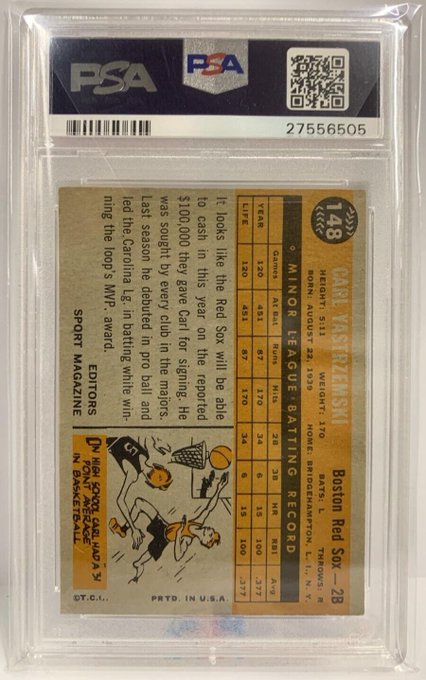 PSA
PSA
27556505
148
CARL YASTRZEMSKI
Boston Red Sox—2B
HEIGHT: 5:11 WEIGHT: 170 BATS: L THROWS: R
BORN: AUGUST 22, 1939 HOME: BRIDGEHAMPTON, L. I., N. Y.
MINOR LEAGUE BATTING RECORD
Games At Bat Runs Hits 2B 3B HR RBI Avg
YEAR 120 451 87 170 34 6 15 100 .377
LIFE 120 451 87 170 34 6 15 100 .377
It looks like the Red Sox will be able
to cash in this year on the reported
$100,000 they gave Carl for signing. He
was sought by every club in the majors.
Last season he debuted in pro ball and
led the Carolina Lg. in batting while win-
ning the loop's MVP. award.
EDITORS
SPORT MAGAZINE
IN HIGH SCHOOL CARL HAD A 31
POINT AVERAGE
IN BASKETBALL
©T.C.G. PRTD. IN U.S.A.